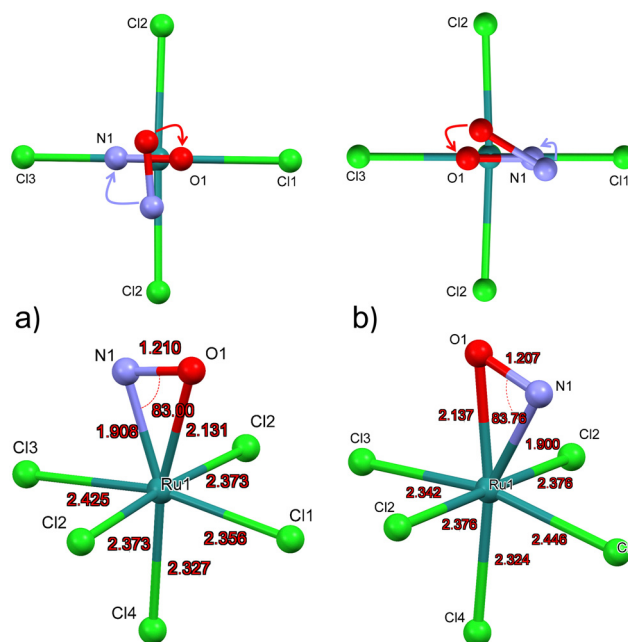 Cl2
N1
Cl3
O1
Cl1
Cl2
Cl2
Cl3
O1
N1
Cl1
Cl2
a)
N1
1.210
O1
83.00
1.906
2.131
Cl2
Cl3
Ru1
2.373
2.425
Cl2
Cl1
2.373
2.356
2.327
Cl4
b)
O1
1.207
N1
83.76
2.137
1.900
Cl2
Cl3
Ru1
2.376
2.342
Cl2
2.376
2.446
2.324
Cl4